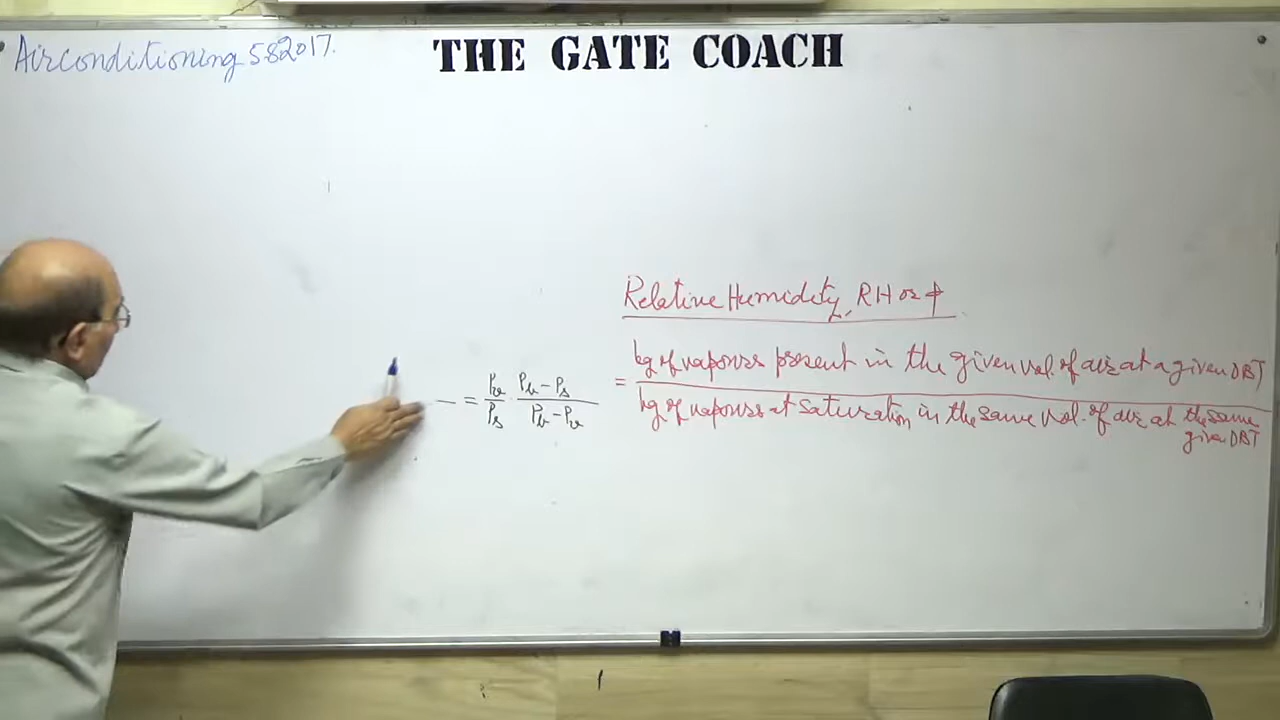 Airconditioning 5.8.2017.
THE GATE COACH
Relative Humidity, RH or ϕ
= kg of vapours present in the given vol. of air at a given DBT
kg of vapours at saturation in the same vol. of air at the same
given DBT
= Pv/Ps · (Pb − Ps)/(Pb − Pv)